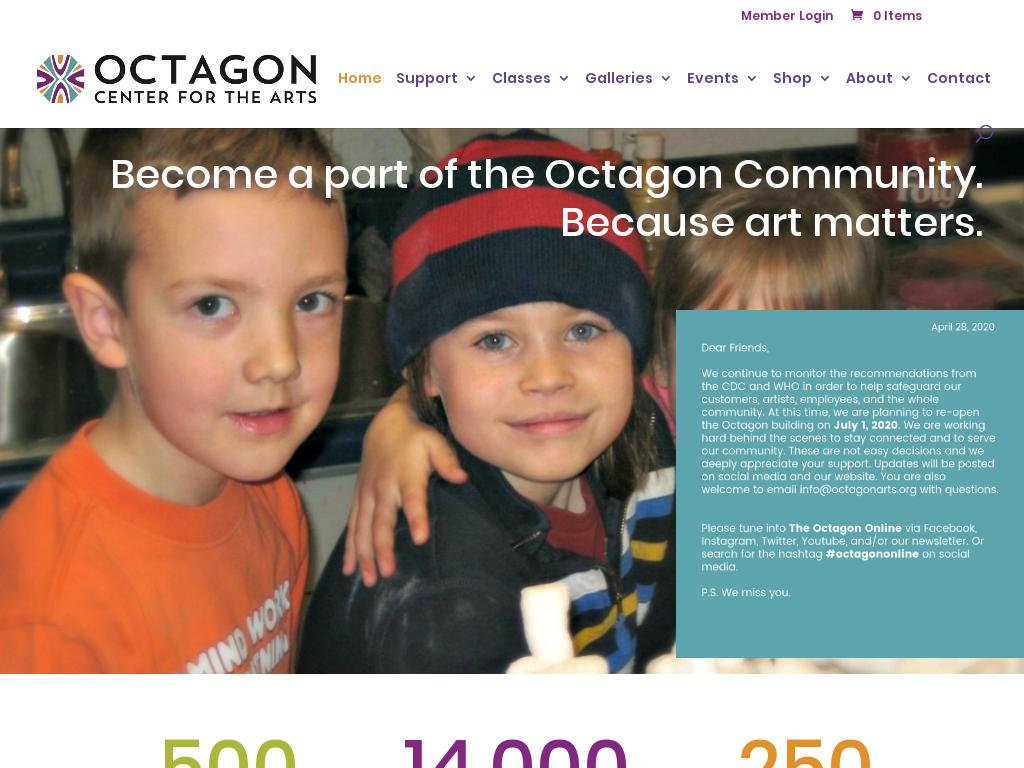 Member Login 0 Items
OCTAGON
CENTER FOR THE ARTS
Home Support Classes Galleries Events Shop About Contact
Become a part of the Octagon Community.
Because art matters.
April 28, 2020
Dear Friends,
We continue to monitor the recommendations from
the CDC and WHO in order to help safeguard our
customers, artists, employees, and the whole
community. At this time, we are planning to re-open
the Octagon building on July 1, 2020. We are working
hard behind the scenes to stay connected and to serve
our community. These are not easy decisions and we
deeply appreciate your support. Updates will be posted
on social media and our website. You are also
welcome to email info@octagonarts.org with questions.
Please tune into The Octagon Online via Facebook,
Instagram, Twitter, Youtube, and/or our newsletter. Or
search for the hashtag #octagononline on social
media.
P.S. We miss you.
MIND WORK
500 14,000 250